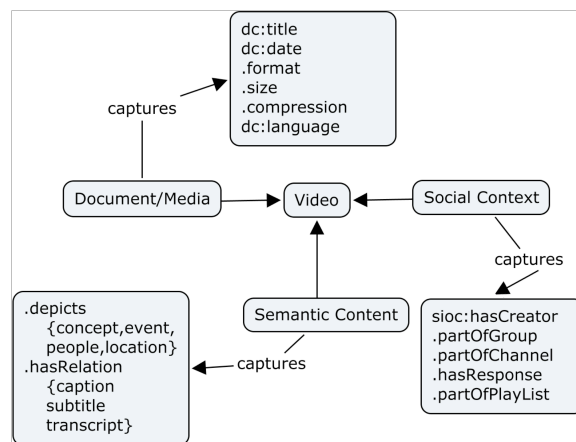 dc:title
dc:date
.format
.size
.compression
dc:language
captures
Document/Media
Video
Social Context
captures
Semantic Content
captures
.depicts
{concept,event,
people,location}
.hasRelation
{caption
subtitle
transcript}
sioc:hasCreator
.partOfGroup
.partOfChannel
.hasResponse
.partOfPlayList